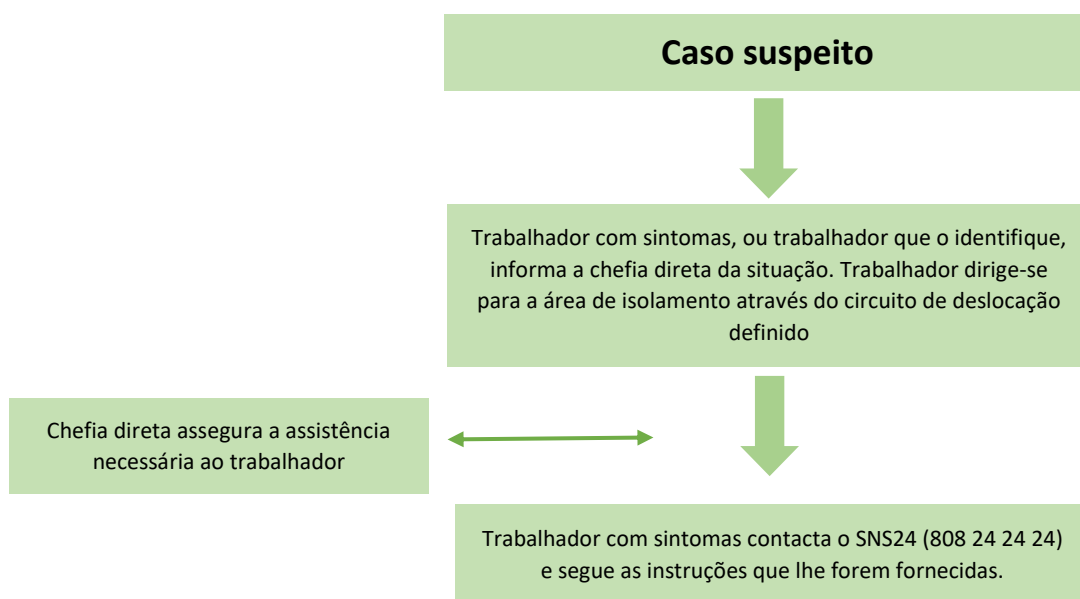 Caso suspeito
Trabalhador com sintomas, ou trabalhador que o identifique,
informa a chefia direta da situação. Trabalhador dirige-se
para a área de isolamento através do circuito de deslocação
definido
Chefia direta assegura a assistência
necessária ao trabalhador
Trabalhador com sintomas contacta o SNS24 (808 24 24 24)
e segue as instruções que lhe forem fornecidas.